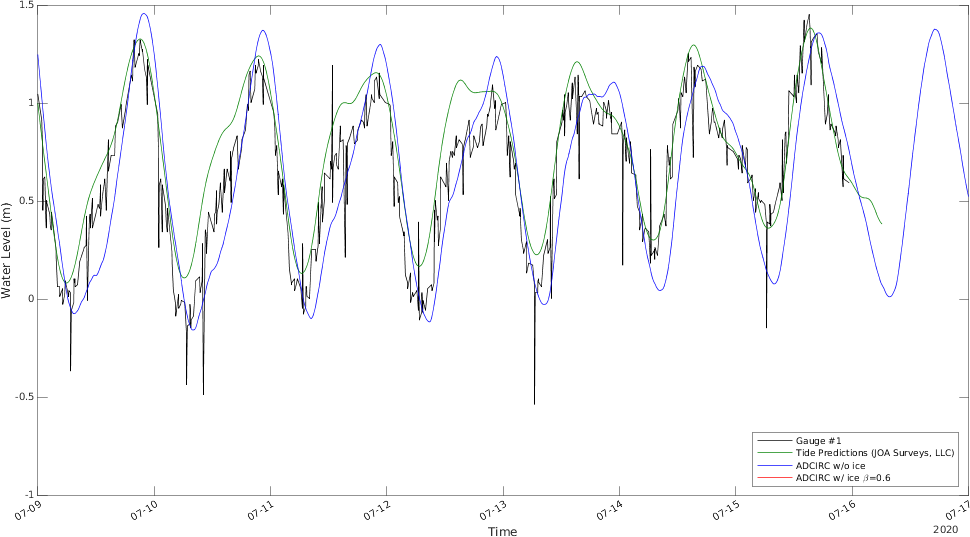 1.5
1
0.5
0
-0.5
-1
Water Level (m)
07-09
07-10
07-11
07-12
07-13
07-14
07-15
07-16
07-17
Time
2020
Gauge #1
Tide Predictions (JOA Surveys, LLC)
ADCIRC w/o ice
ADCIRC w/ ice β=0.6